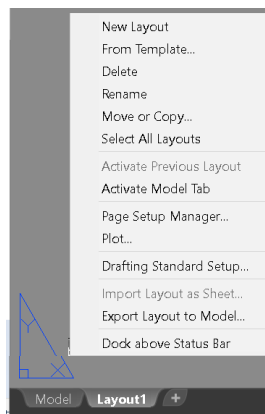 New Layout
From Template...
Delete
Rename
Move or Copy...
Select All Layouts
Activate Previous Layout
Activate Model Tab
Page Setup Manager...
Plot...
Drafting Standard Setup...
Import Layout as Sheet...
Export Layout to Model...
Dock above Status Bar
Y
X
Model Layout1 +